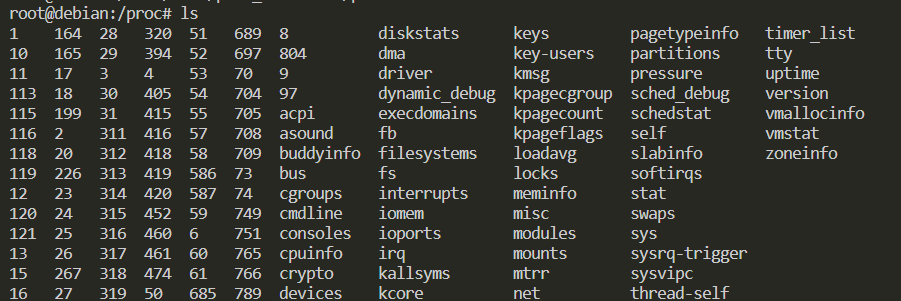 root@debian:/proc# ls
1 164 28 320 51 689 8 diskstats keys pagetypeinfo timer_list
10 165 29 394 52 697 804 dma key-users partitions tty
11 17 3 4 53 70 9 driver kmsg pressure uptime
113 18 30 405 54 704 97 dynamic_debug kpagecgroup sched_debug version
115 199 31 415 55 705 acpi execdomains kpagecount schedstat vmallocinfo
116 2 311 416 57 708 asound fb kpageflags self vmstat
118 20 312 418 58 709 buddyinfo filesystems loadavg slabinfo zoneinfo
119 226 313 419 586 73 bus fs locks softirqs
12 23 314 420 587 74 cgroups interrupts meminfo stat
120 24 315 452 59 749 cmdline iomem misc swaps
121 25 316 460 6 751 consoles ioports modules sys
13 26 317 461 60 765 cpuinfo irq mounts sysrq-trigger
15 267 318 474 61 766 crypto kallsyms mtrr sysvipc
16 27 319 50 685 789 devices kcore net thread-self